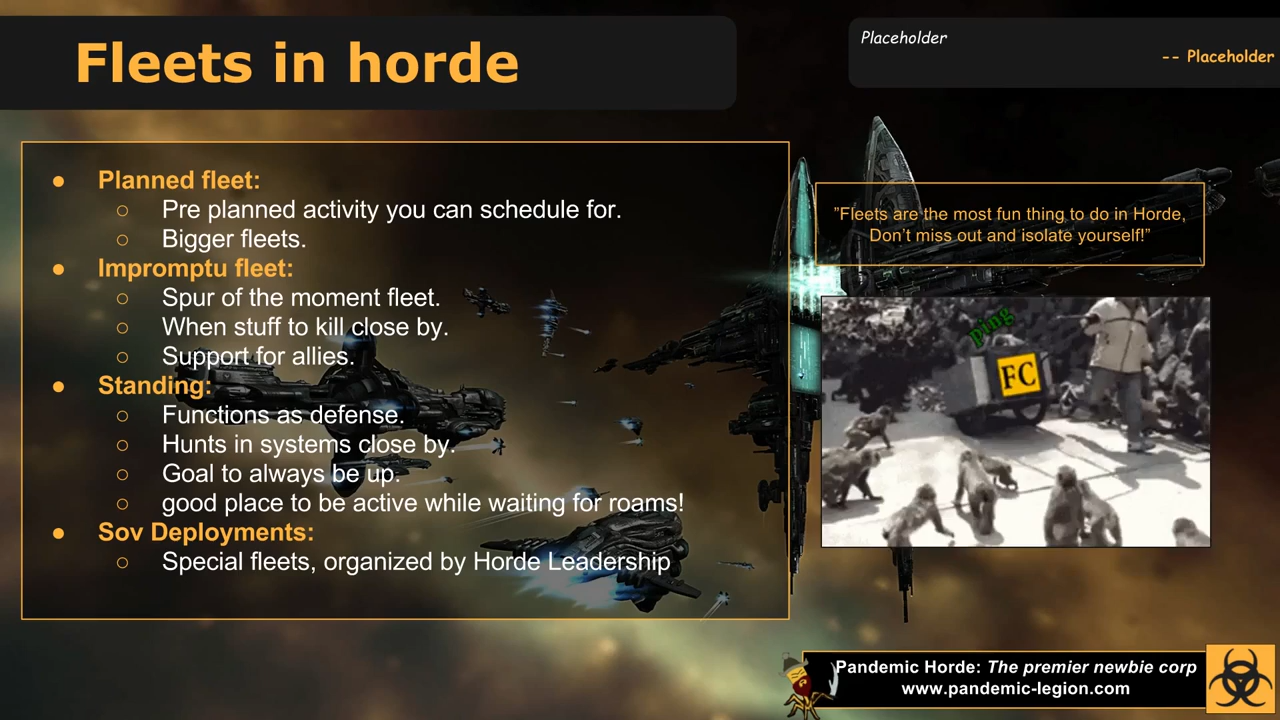 Fleets in horde
Placeholder
-- Placeholder
● Planned fleet:
○ Pre planned activity you can schedule for.
○ Bigger fleets.
● Impromptu fleet:
○ Spur of the moment fleet.
○ When stuff to kill close by.
○ Support for allies.
● Standing:
○ Functions as defense.
○ Hunts in systems close by.
○ Goal to always be up.
○ good place to be active while waiting for roams!
● Sov Deployments:
○ Special fleets, organized by Horde Leadership
”Fleets are the most fun thing to do in Horde,
Don’t miss out and isolate yourself!”
ping
FC
Pandemic Horde: The premier newbie corp
www.pandemic-legion.com